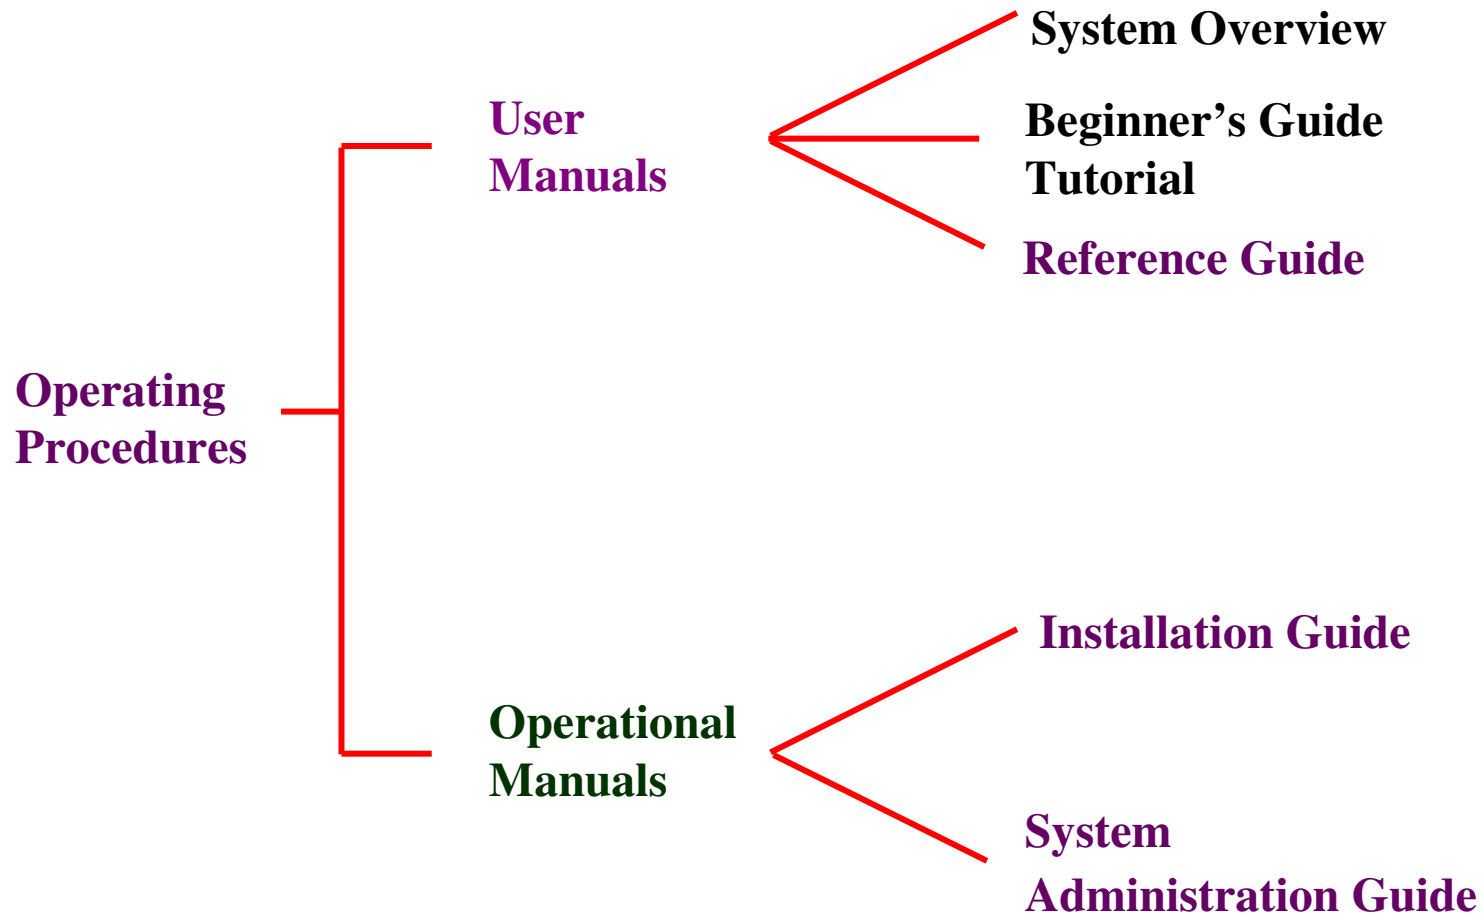 System Overview
User
Manuals
Beginner’s Guide
Tutorial
Reference Guide
Operating
Procedures
Installation Guide
Operational
Manuals
System
Administration Guide